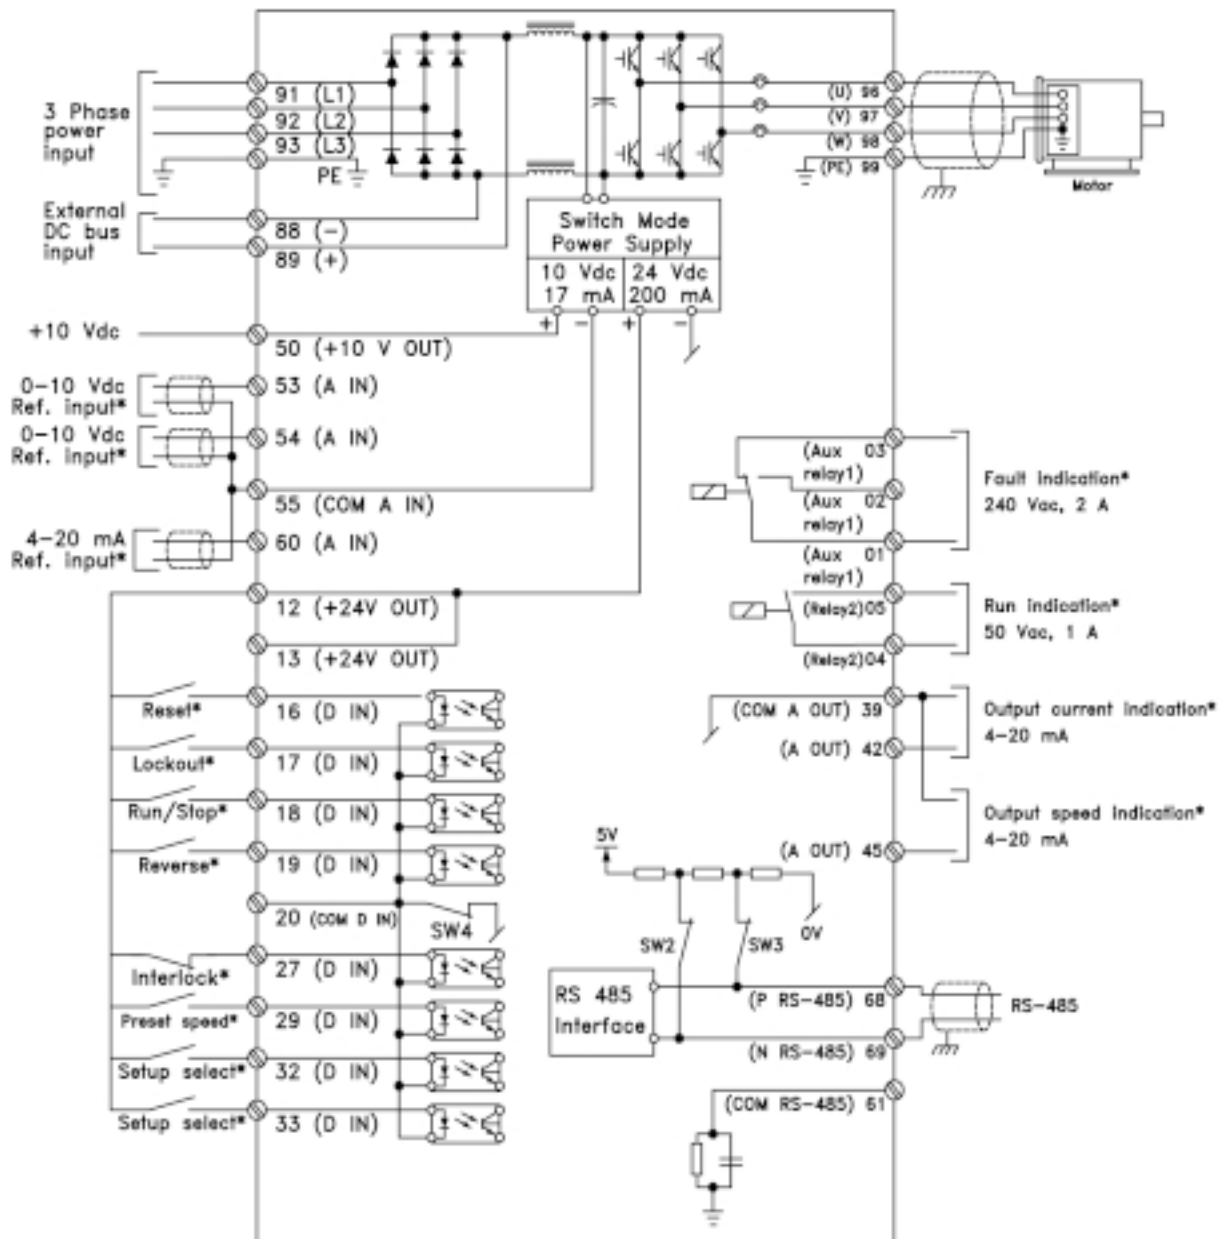 3 Phase
power
input
91 (L1)
92 (L2)
93 (L3)
PE
External
DC bus
input
88 (-)
89 (+)
Switch Mode
Power Supply
10 Vdc
17 mA
24 Vdc
200 mA
+ - + -
(U) 96
(V) 97
(W) 98
(PE) 99
Motor
+10 Vdc
50 (+10 V OUT)
0-10 Vdc
Ref. input*
53 (A IN)
0-10 Vdc
Ref. input*
54 (A IN)
55 (COM A IN)
4-20 mA
Ref. input*
60 (A IN)
12 (+24V OUT)
13 (+24V OUT)
Reset*
16 (D IN)
Lockout*
17 (D IN)
Run/Stop*
18 (D IN)
Reverse*
19 (D IN)
20 (COM D IN)
SW4
Interlock*
27 (D IN)
Preset speed*
29 (D IN)
Setup select*
32 (D IN)
Setup select*
33 (D IN)
(Aux 03
relay1)
(Aux 02
relay1)
(Aux 01
relay1)
Fault indication*
240 Vac, 2 A
(Relay2)05
(Relay2)04
Run indication*
50 Vac, 1 A
(COM A OUT) 39
(A OUT) 42
Output current indication*
4-20 mA
(A OUT) 45
Output speed indication*
4-20 mA
5V
0V
SW2
SW3
RS 485
Interface
(P RS-485) 68
(N RS-485) 69
RS-485
(COM RS-485) 61